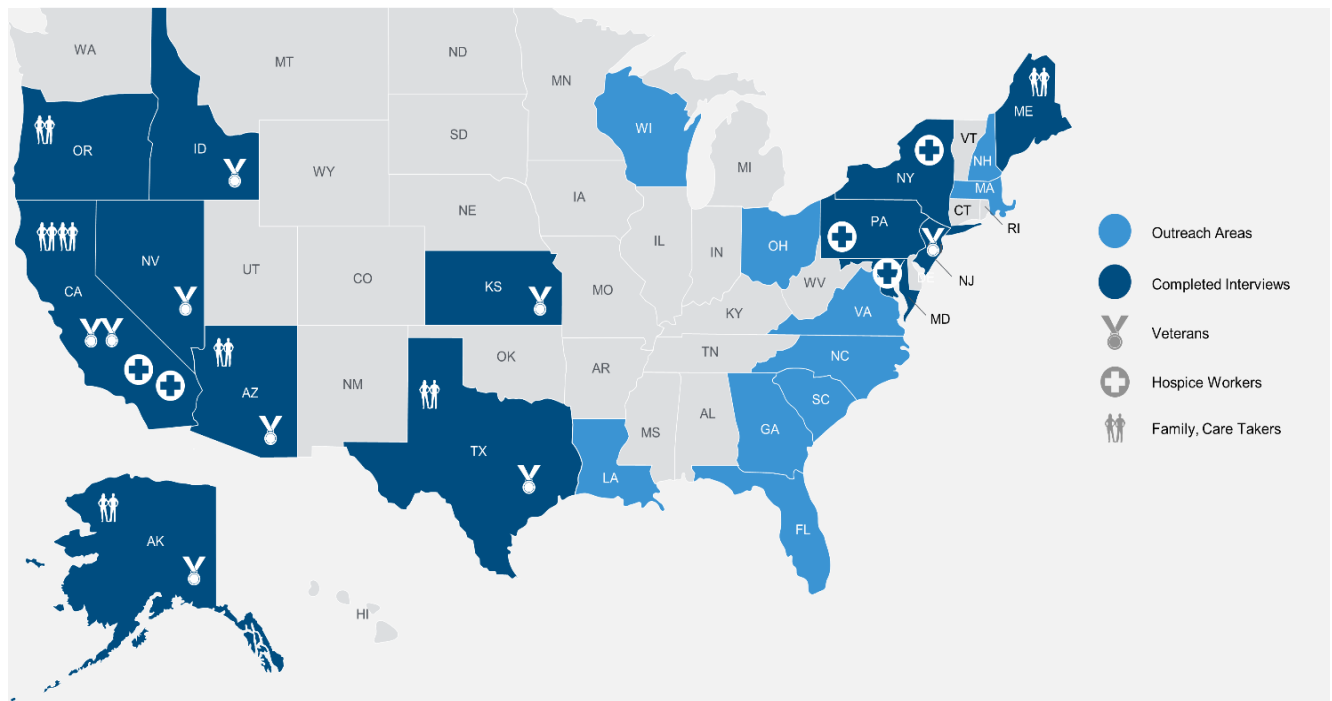 WA
MT
ND
MN
ME
OR
ID
SD
WI
VT
NH
WY
MI
NY
MA
NE
IA
CT
RI
PA
NV
UT
CO
KS
IL
IN
OH
NJ
CA
MO
WV
MD
KY
VA
AZ
NM
OK
AR
TN
NC
SC
TX
MS
AL
GA
LA
FL
AK
HI
Outreach Areas
Completed Interviews
Veterans
Hospice Workers
Family, Care Takers